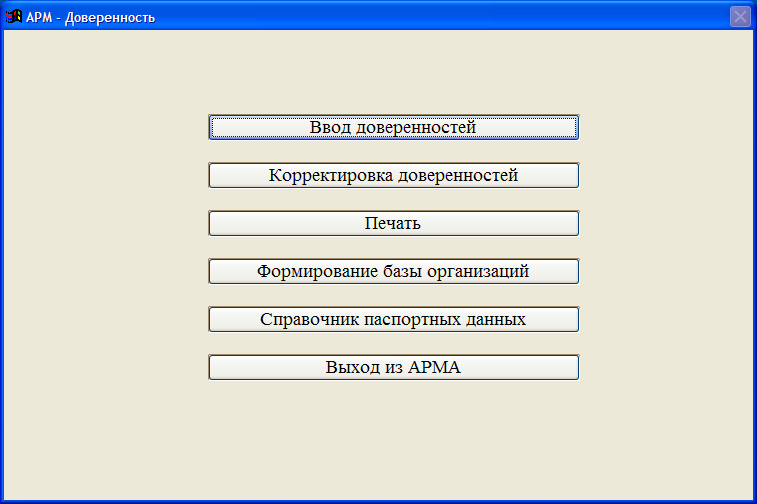 АРМ - Доверенность
Ввод доверенностей
Корректировка доверенностей
Печать
Формирование базы организаций
Справочник паспортных данных
Выход из АРМА